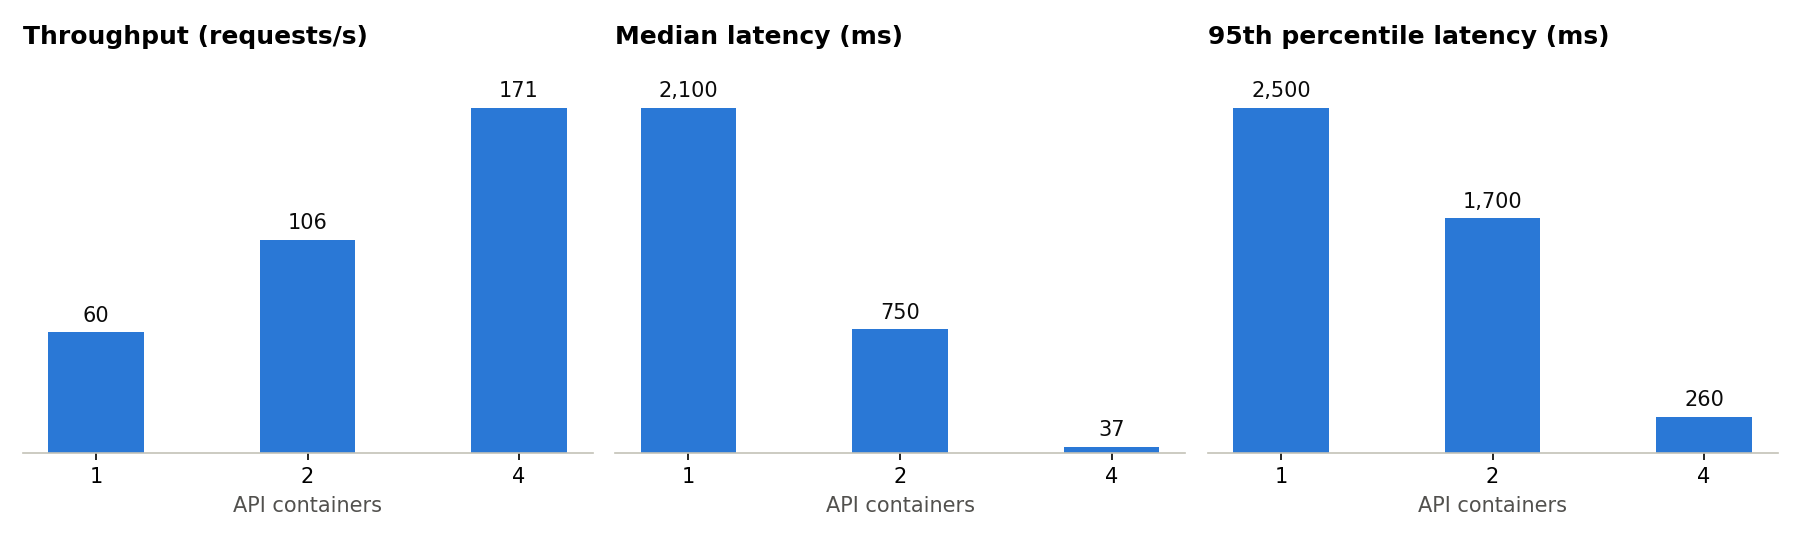 Throughput (requests/s)
171
106
60
1 2 4
API containers
Median latency (ms)
2,100
750
37
1 2 4
API containers
95th percentile latency (ms)
2,500
1,700
260
1 2 4
API containers